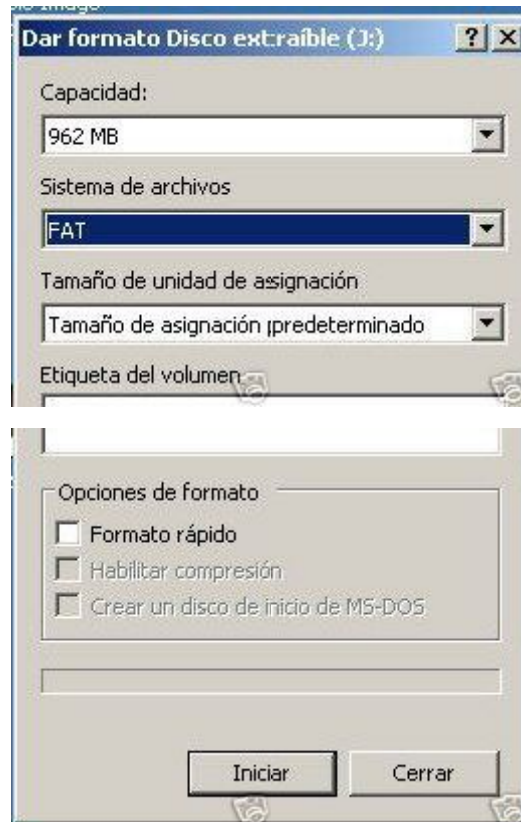 Dar formato Disco extraíble (J:)
Capacidad:
962 MB
Sistema de archivos
FAT
Tamaño de unidad de asignación
Tamaño de asignación predeterminado
Etiqueta del volumen
Opciones de formato
Formato rápido
Habilitar compresión
Crear un disco de inicio de MS-DOS
Iniciar
Cerrar